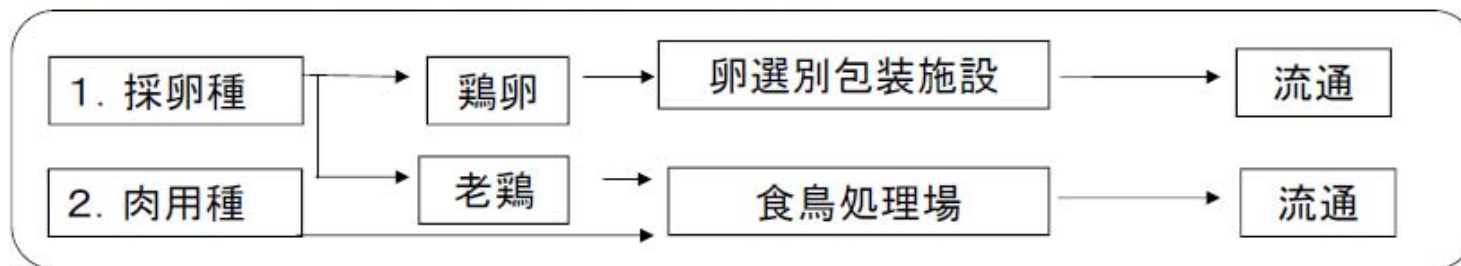 1. 採卵種
鶏卵
卵選別包装施設
流通
老鶏
2. 肉用種
食鳥処理場
流通